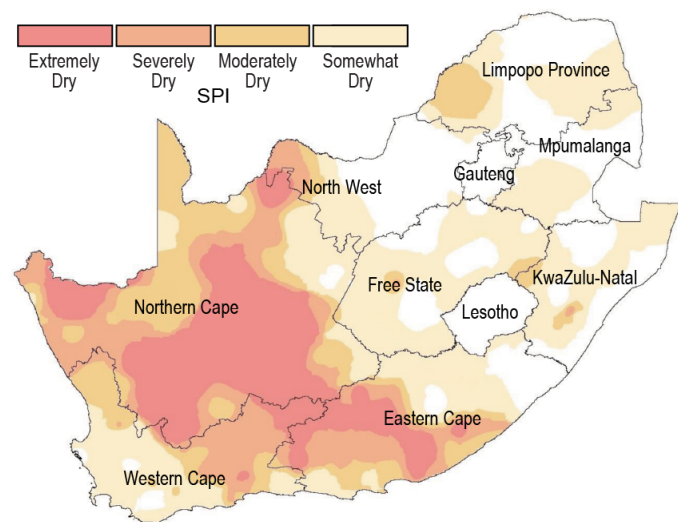 Extremely Dry
Severely Dry
Moderately Dry
Somewhat Dry
SPI
Limpopo Province
Mpumalanga
Gauteng
North West
KwaZulu-Natal
Free State
Lesotho
Northern Cape
Eastern Cape
Western Cape